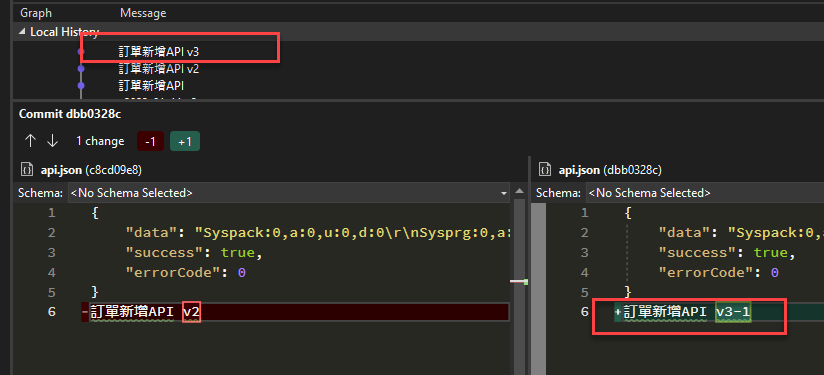 Graph Message
Local History
訂單新增API v3
訂單新增API v2
訂單新增API
Commit dbb0328c
1 change -1 +1
api.json (c8cd09e8)
Schema: <No Schema Selected>
1 {
2 "data": "Syspack:0,a:0,u:0,d:0\r\nSysprg:0,a:
3 "success": true,
4 "errorCode": 0
5 }
6 -訂單新增API v2
api.json (dbb0328c)
Schema: <No Schema Selected>
1 {
2 "data": "Syspack:0,a
3 "success": true,
4 "errorCode": 0
5 }
6 +訂單新增API v3-1